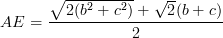 AE = \frac{\sqrt{2(b^2 + c^2)} + \sqrt{2}(b + c)}{2}